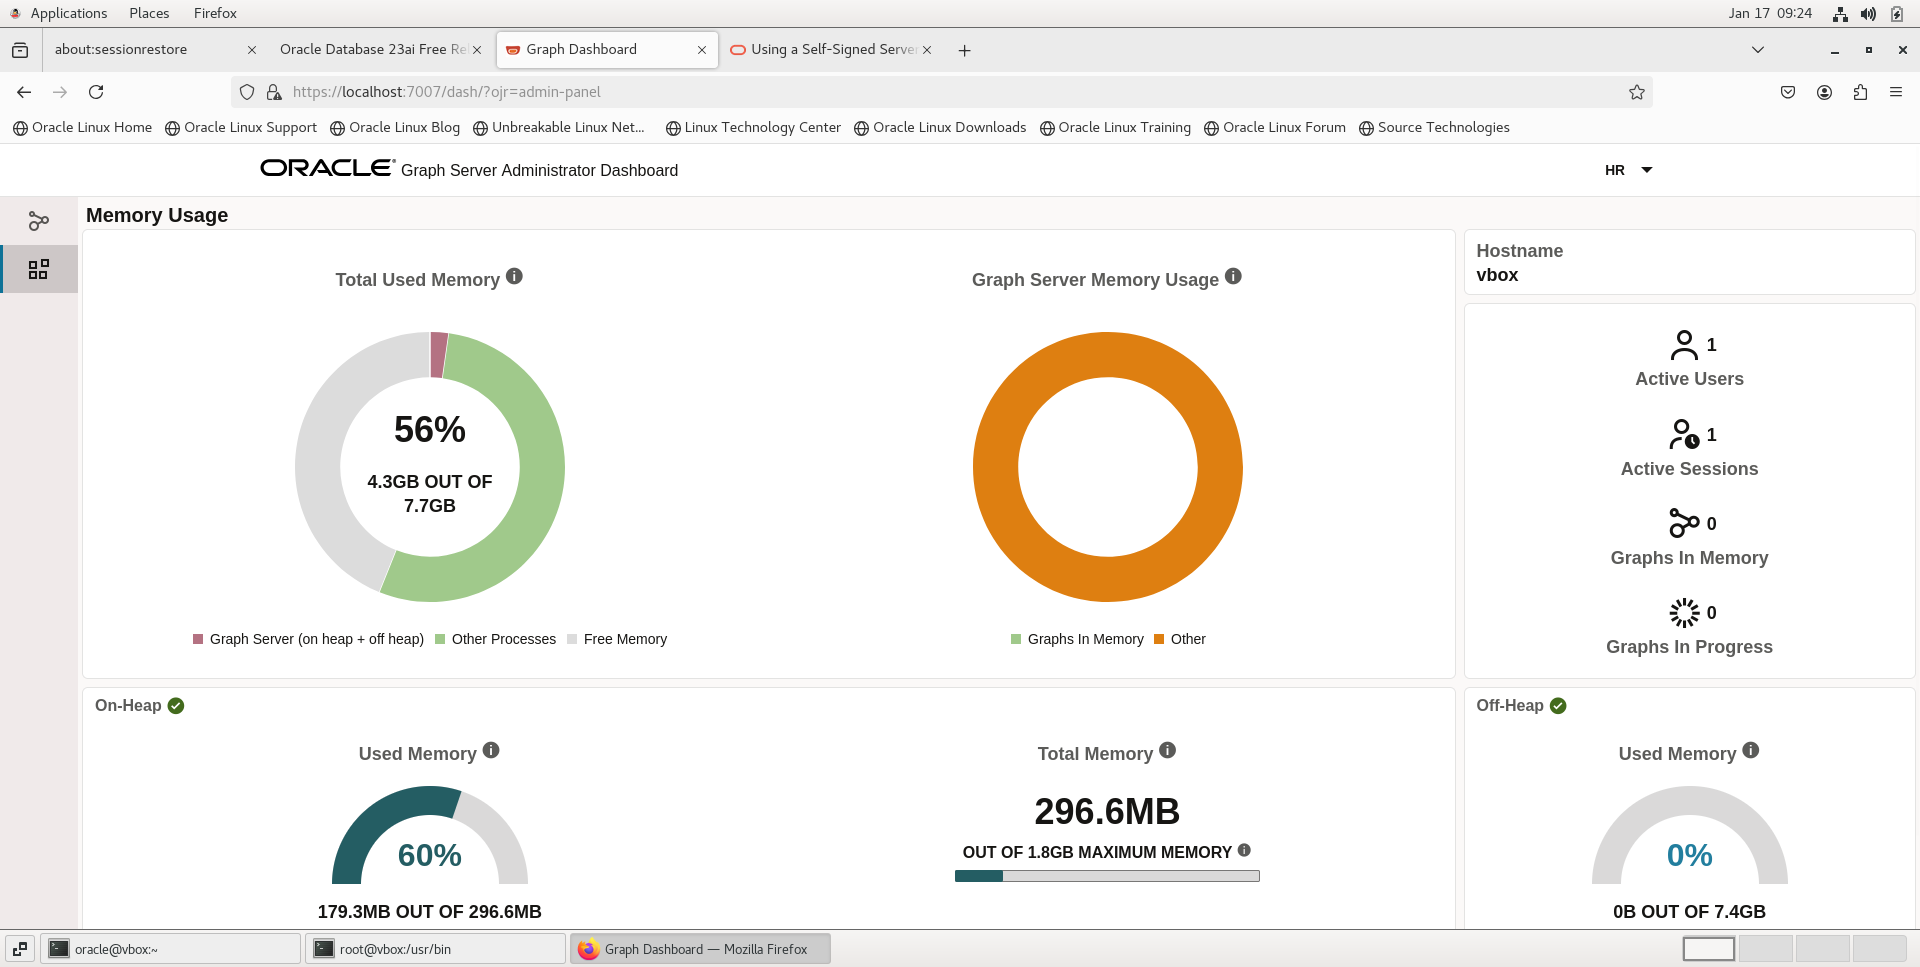 Applications Places Firefox Jan 17 09:24
about:sessionrestore Oracle Database 23ai Free Re Graph Dashboard Using a Self-Signed Server
https://localhost:7007/dash/?ojr=admin-panel
Oracle Linux Home Oracle Linux Support Oracle Linux Blog Unbreakable Linux Net... Linux Technology Center Oracle Linux Downloads Oracle Linux Training Oracle Linux Forum Source Technologies
ORACLE® Graph Server Administrator Dashboard HR
Memory Usage
Total Used Memory
56%
4.3GB OUT OF
7.7GB
Graph Server (on heap + off heap) Other Processes Free Memory
Graph Server Memory Usage
Graphs In Memory Other
Hostname
vbox
1
Active Users
1
Active Sessions
0
Graphs In Memory
0
Graphs In Progress
On-Heap
Used Memory
60%
179.3MB OUT OF 296.6MB
Total Memory
296.6MB
OUT OF 1.8GB MAXIMUM MEMORY
Off-Heap
Used Memory
0%
0B OUT OF 7.4GB
oracle@vbox:~ root@vbox:/usr/bin Graph Dashboard — Mozilla Firefox